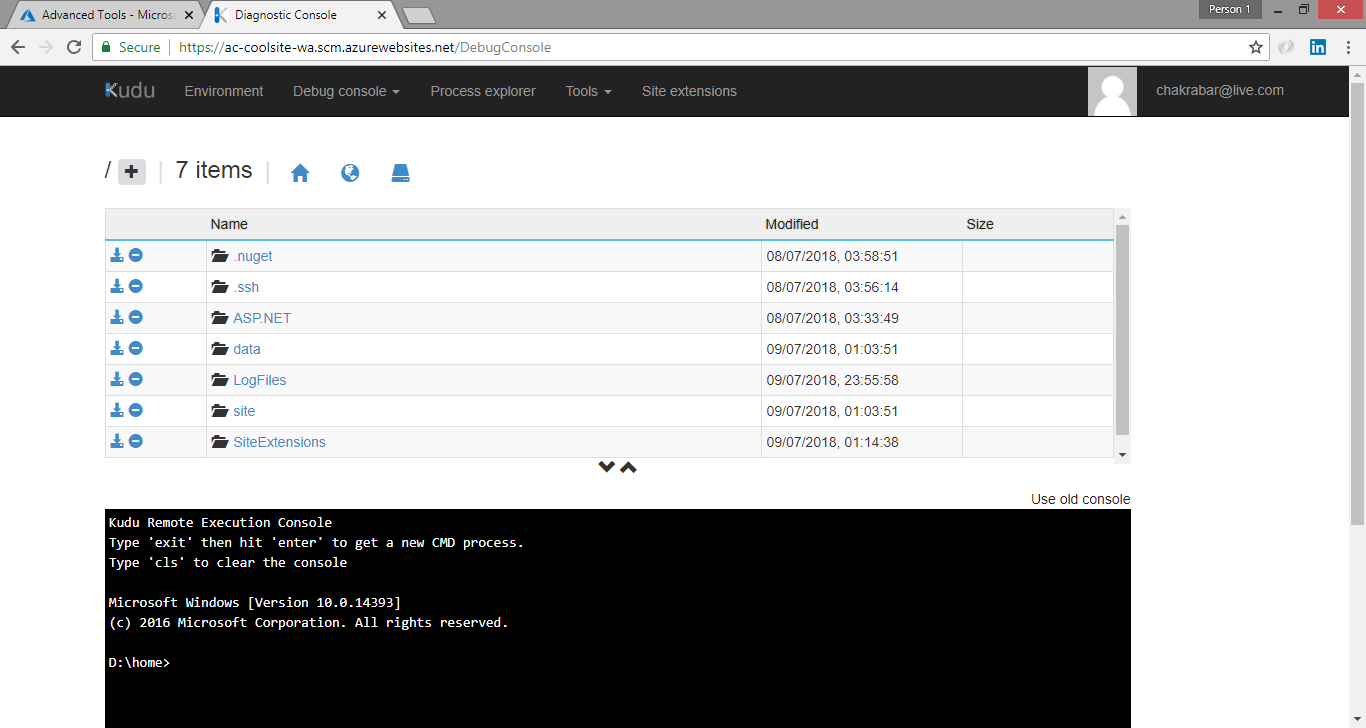 Person 1
Advanced Tools - Micros
Diagnostic Console
Secure
https://ac-coolsite-wa.scm.azurewebsites.net/DebugConsole
Kudu Environment Debug console Process explorer Tools Site extensions chakrabar@live.com
/ + | 7 items |
Name Modified Size
.nuget 08/07/2018, 03:58:51
.ssh 08/07/2018, 03:56:14
ASP.NET 08/07/2018, 03:33:49
data 09/07/2018, 01:03:51
LogFiles 09/07/2018, 23:55:58
site 09/07/2018, 01:03:51
SiteExtensions 09/07/2018, 01:14:38
Use old console
Kudu Remote Execution Console
Type 'exit' then hit 'enter' to get a new CMD process.
Type 'cls' to clear the console
Microsoft Windows [Version 10.0.14393]
(c) 2016 Microsoft Corporation. All rights reserved.
D:\home>